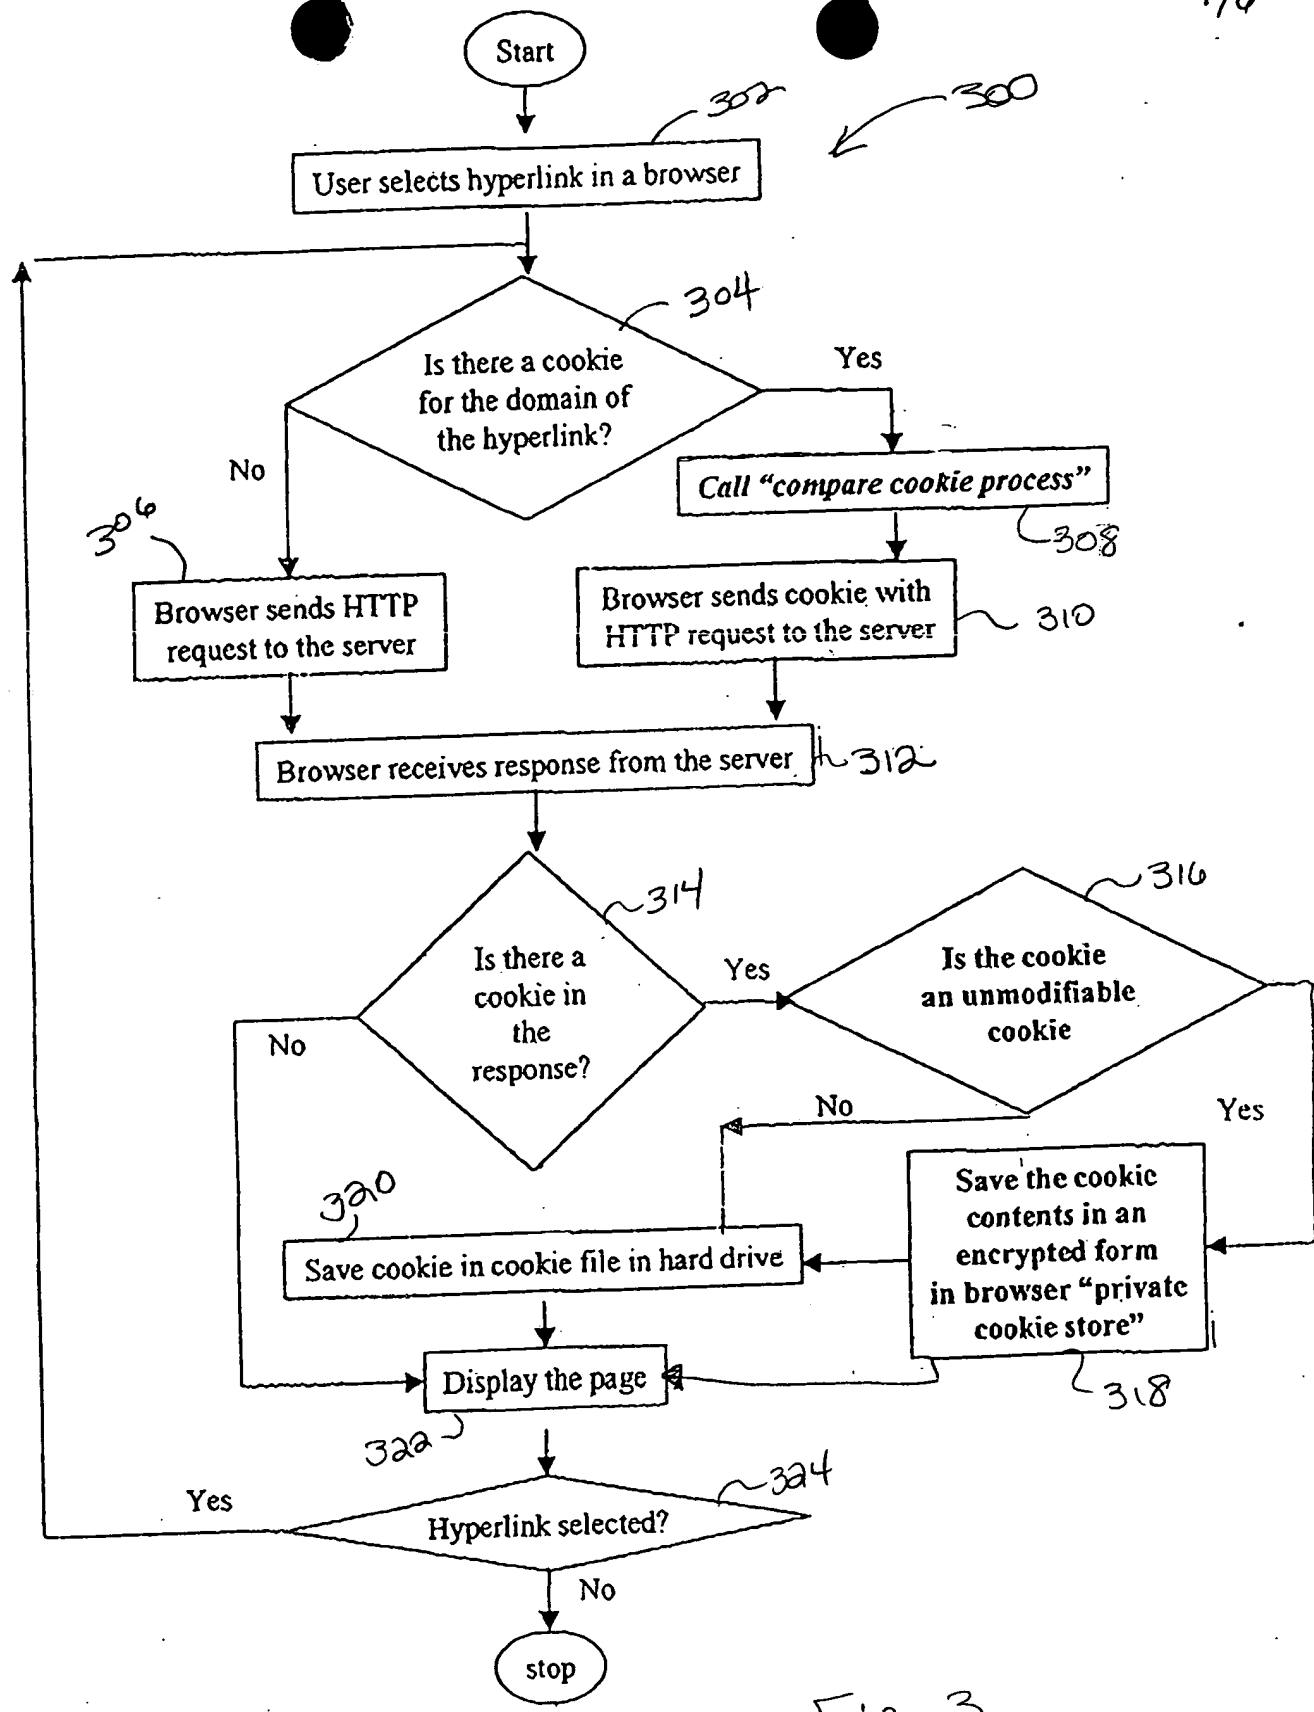 Start
302
300
User selects hyperlink in a browser
304
Is there a cookie
for the domain of
the hyperlink?
Yes
No
Call “compare cookie process”
308
306
Browser sends HTTP
request to the server
Browser sends cookie with
HTTP request to the server
310
Browser receives response from the server
312
314
316
Is there a
cookie in
the
response?
Yes
Is the cookie
an unmodifiable
cookie
No
No
Yes
320
Save cookie in cookie file in hard drive
Save the cookie
contents in an
encrypted form
in browser “private
cookie store”
318
Display the page
322
324
Yes
Hyperlink selected?
No
stop
Fig. 3